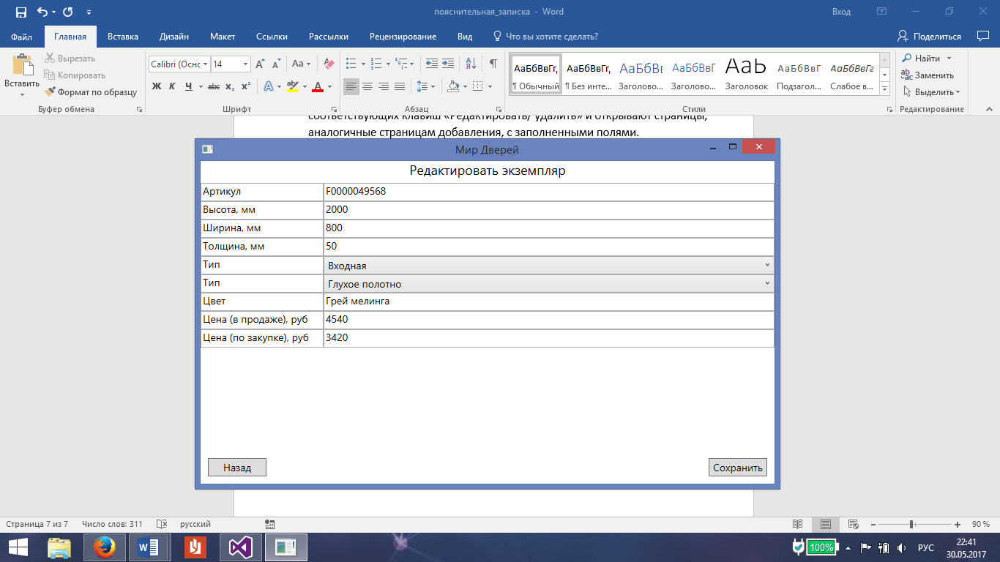 пояснительная_записка - Word
Вход
Файл
Главная
Вставка
Дизайн
Макет
Ссылки
Рассылки
Рецензирование
Вид
Что вы хотите сделать?
Поделиться
Вставить
Вырезать
Копировать
Формат по образцу
Буфер обмена
Calibri (Оснс
14
Aa
Ж К Ч abc x₂ x²
Шрифт
Абзац
АаБбВвГг,
АаБбВвГг,
АаБбВв
АаБбВвГ
АаЬ
АаБбВвГ
АаБбВвГг
¶ Обычный
¶ Без инте...
Заголово...
Заголово...
Заголовок
Подзагол...
Слабое в...
Стили
Найти
Заменить
Выделить
Редактирование
соответствующих клавиш «Редактировать/ удалить» и открывают страницы,
аналогичные страницам добавления, с заполненными полями.
Мир Дверей
Редактировать экземпляр
Артикул F0000049568
Высота, мм 2000
Ширина, мм 800
Толщина, мм 50
Тип Входная
Тип Глухое полотно
Цвет Грей мелинга
Цена (в продаже), руб 4540
Цена (по закупке), руб 3420
Назад
Сохранить
Страница 7 из 7
Число слов: 311
русский
90 %
100%
РУС
22:41
30.05.2017